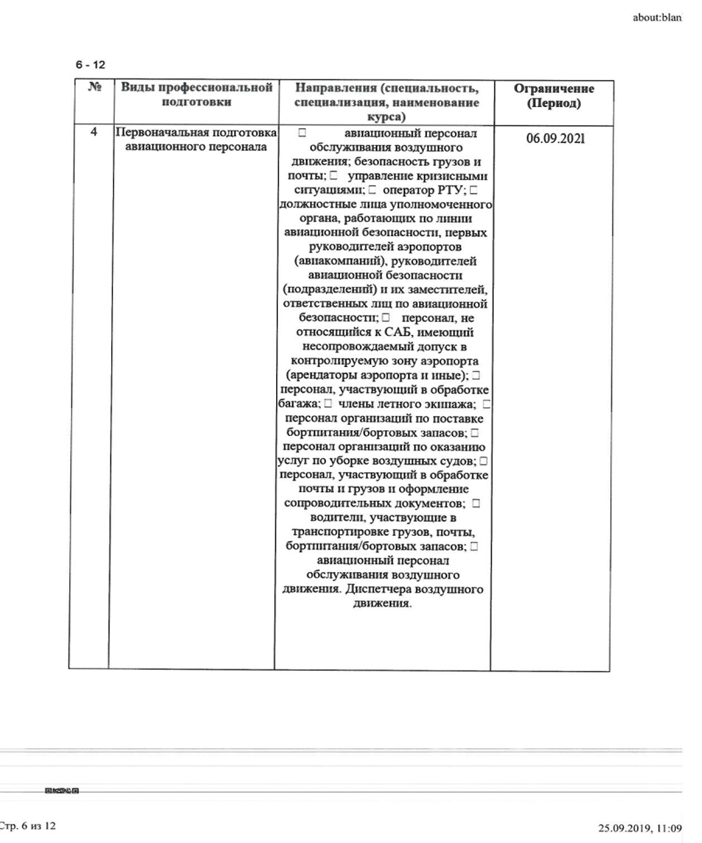 about:blan
6 - 12
№ Виды профессиональной подготовки Направления (специальность, специализация, наименование курса) Ограничение (Период)
4 Первоначальная подготовка авиационного персонала
□ авиационный персонал
обслуживания воздушного
движения; безопасность грузов и
почты; □ управление кризисными
ситуациями; □ оператор РТУ; □
должностные лица уполномоченного
органа, работающих по линии
авиационной безопасности, первых
руководителей аэропортов
(авиакомпаний), руководителей
авиационной безопасности
(подразделений) и их заместителей,
ответственных лиц по авиационной
безопасности; □ персонал, не
относящийся к САБ, имеющий
несопровождаемый допуск в
контролируемую зону аэропорта
(арендаторы аэропорта и иные); □
персонал, участвующий в обработке
багажа; □ члены летного экипажа; □
персонал организаций по поставке
бортпитания/бортовых запасов; □
персонал организаций по оказанию
услуг по уборке воздушных судов; □
персонал, участвующий в обработке
почты и грузов и оформление
сопроводительных документов; □
водители, участвующие в
транспортировке грузов, почты,
бортпитания/бортовых запасов; □
авиационный персонал
обслуживания воздушного
движения. Диспетчера воздушного
движения.
06.09.2021
Стр. 6 из 12
25.09.2019, 11:09